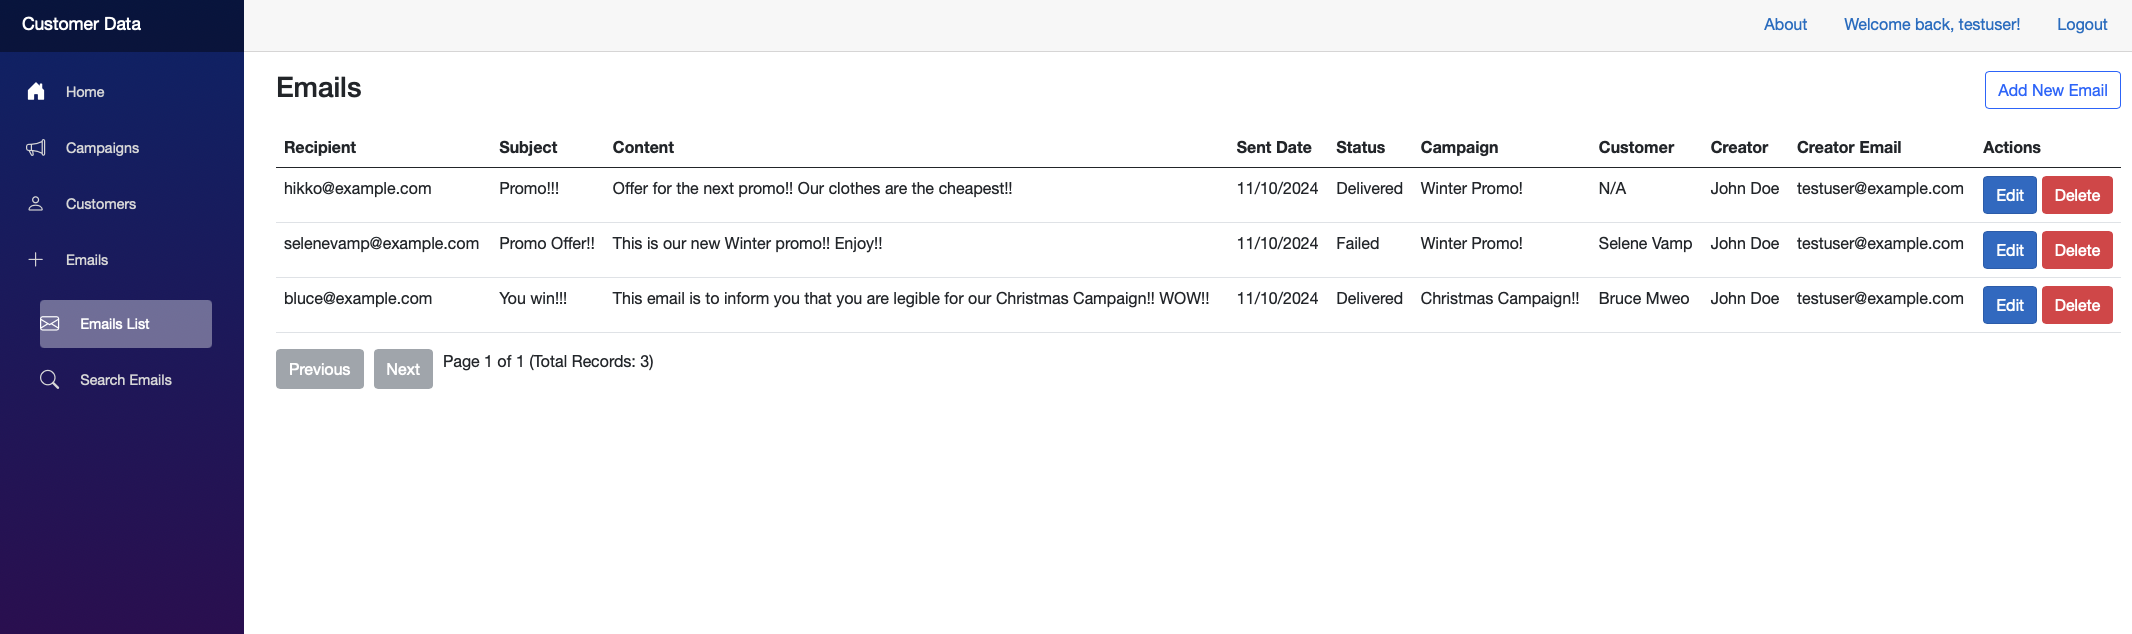 Customer Data
About Welcome back, testuser! Logout
Home
Campaigns
Customers
Emails
Emails List
Search Emails
Emails
Add New Email
Recipient Subject Content Sent Date Status Campaign Customer Creator Creator Email Actions
hikko@example.com Promo!!! Offer for the next promo!! Our clothes are the cheapest!! 11/10/2024 Delivered Winter Promo! N/A John Doe testuser@example.com Edit Delete
selenevamp@example.com Promo Offer!! This is our new Winter promo!! Enjoy!! 11/10/2024 Failed Winter Promo! Selene Vamp John Doe testuser@example.com Edit Delete
bluce@example.com You win!!! This email is to inform you that you are legible for our Christmas Campaign!! WOW!! 11/10/2024 Delivered Christmas Campaign!! Bruce Mweo John Doe testuser@example.com Edit Delete
Previous Next Page 1 of 1 (Total Records: 3)